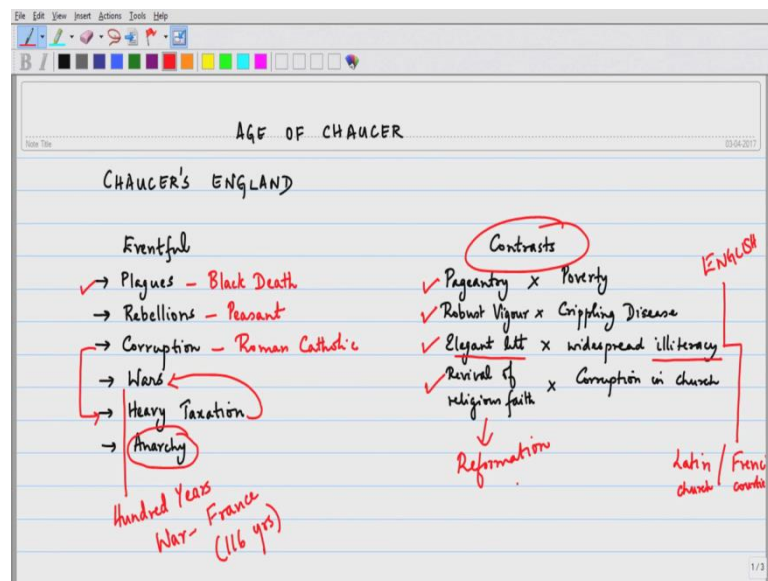 File Edit View Insert Actions Tools Help
B I
AGE OF CHAUCER
Note Title
03-04-2017
CHAUCER'S ENGLAND
Eventful
→ Plagues – Black Death
→ Rebellions – Peasant
→ Corruption – Roman Catholic
→ Wars
→ Heavy Taxation
→ Anarchy
Hundred Years
War – France
(116 yrs)
Contrasts
Pageantry x Poverty
Robust Vigour x Crippling Disease
Elegant litt x widespread illiteracy
Revival of
religious faith x Corruption in church
↓
Reformation
ENGLISH
Latin / Frenc
church
1/3